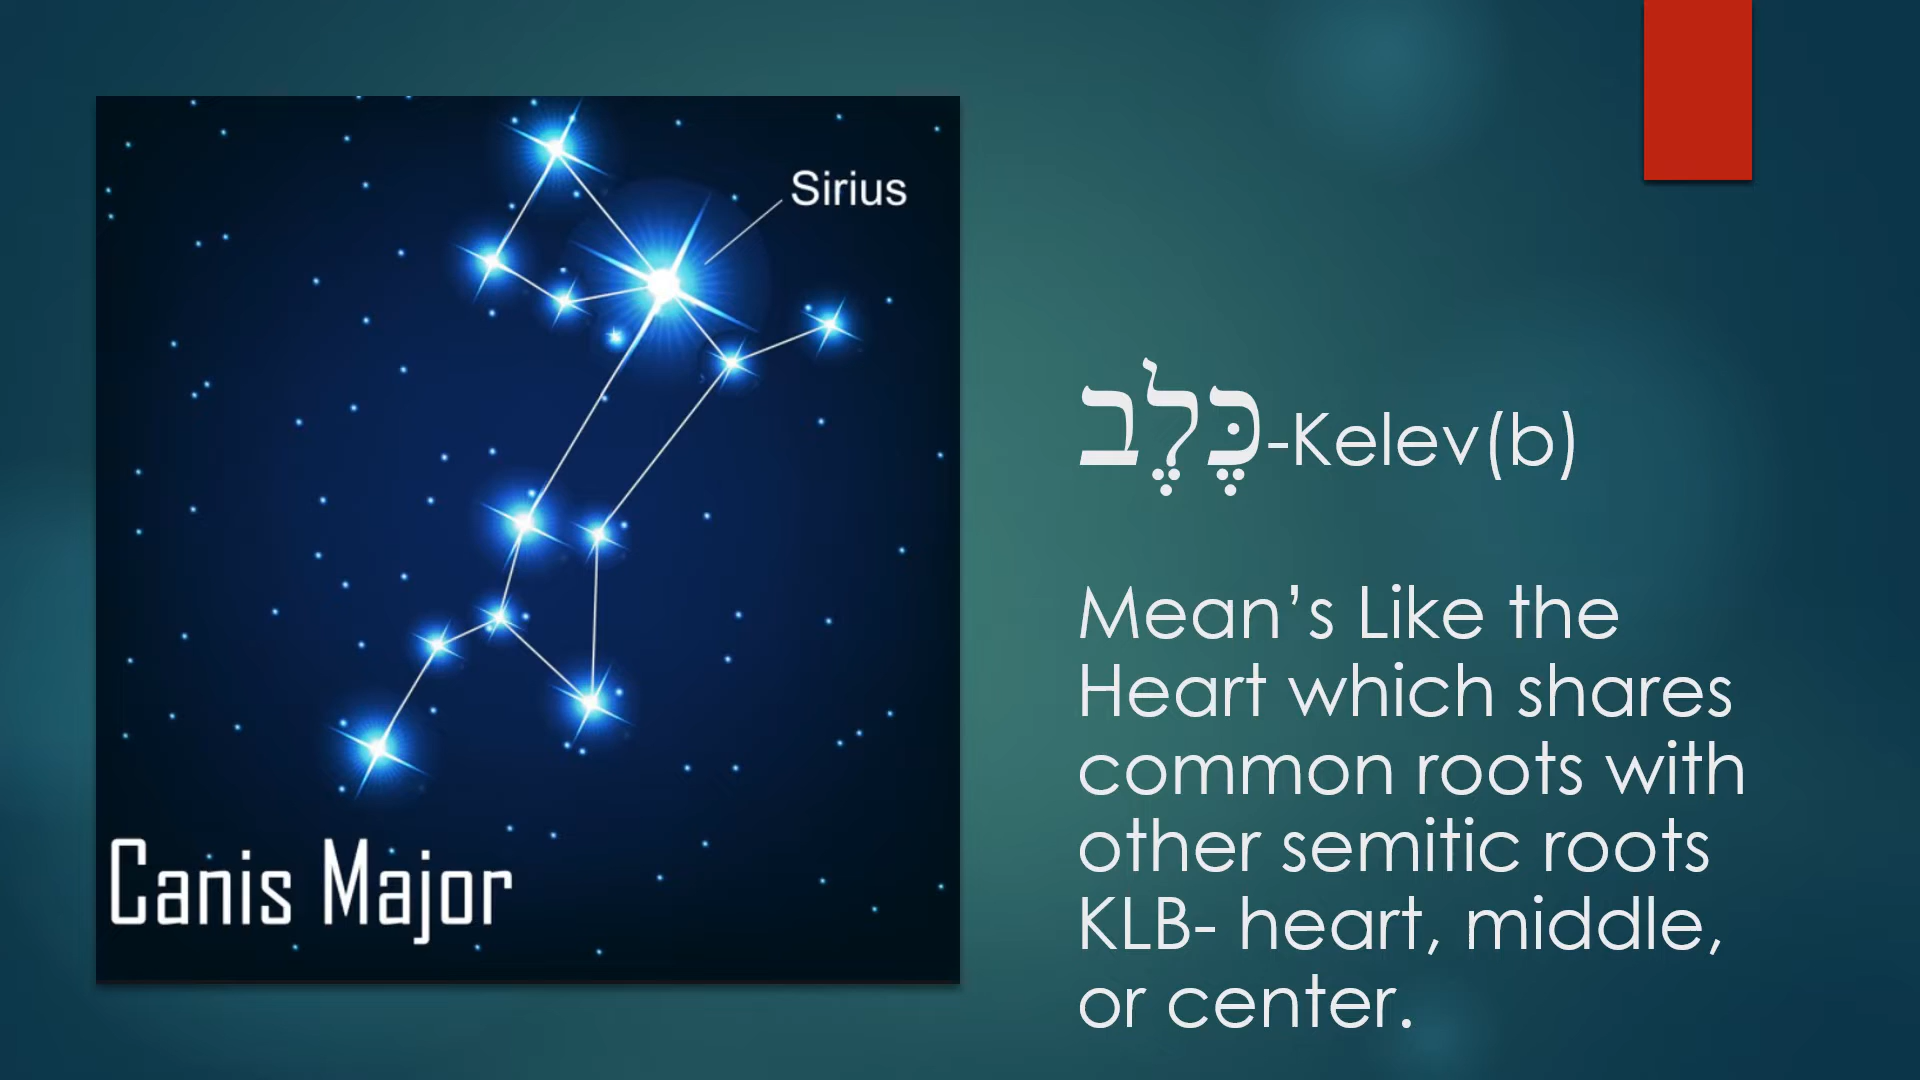 Sirius
Canis Major
כֶּלֶב-Kelev(b)
Mean’s Like the
Heart which shares
common roots with
other semitic roots
KLB- heart, middle,
or center.